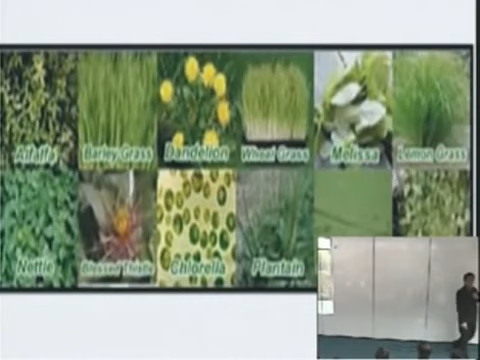 Alfalfa Barley Grass Dandelion Wheat Grass Melissa Lemon Grass
Nettle Blessed Thistle Chlorella Plantain